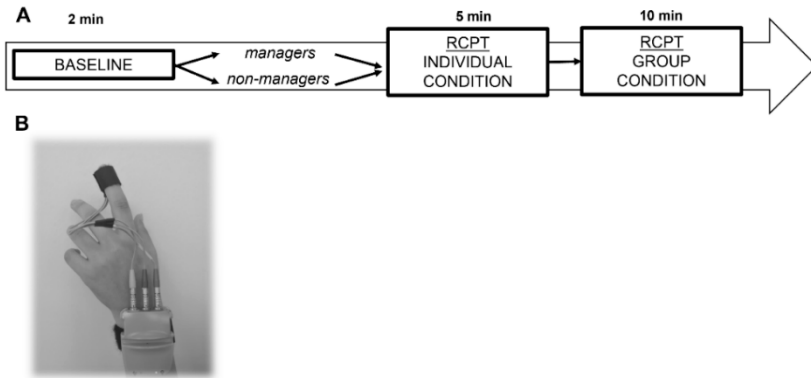 A
2 min
5 min
10 min
BASELINE
managers
non-managers
RCPT
INDIVIDUAL
CONDITION
RCPT
GROUP
CONDITION
B